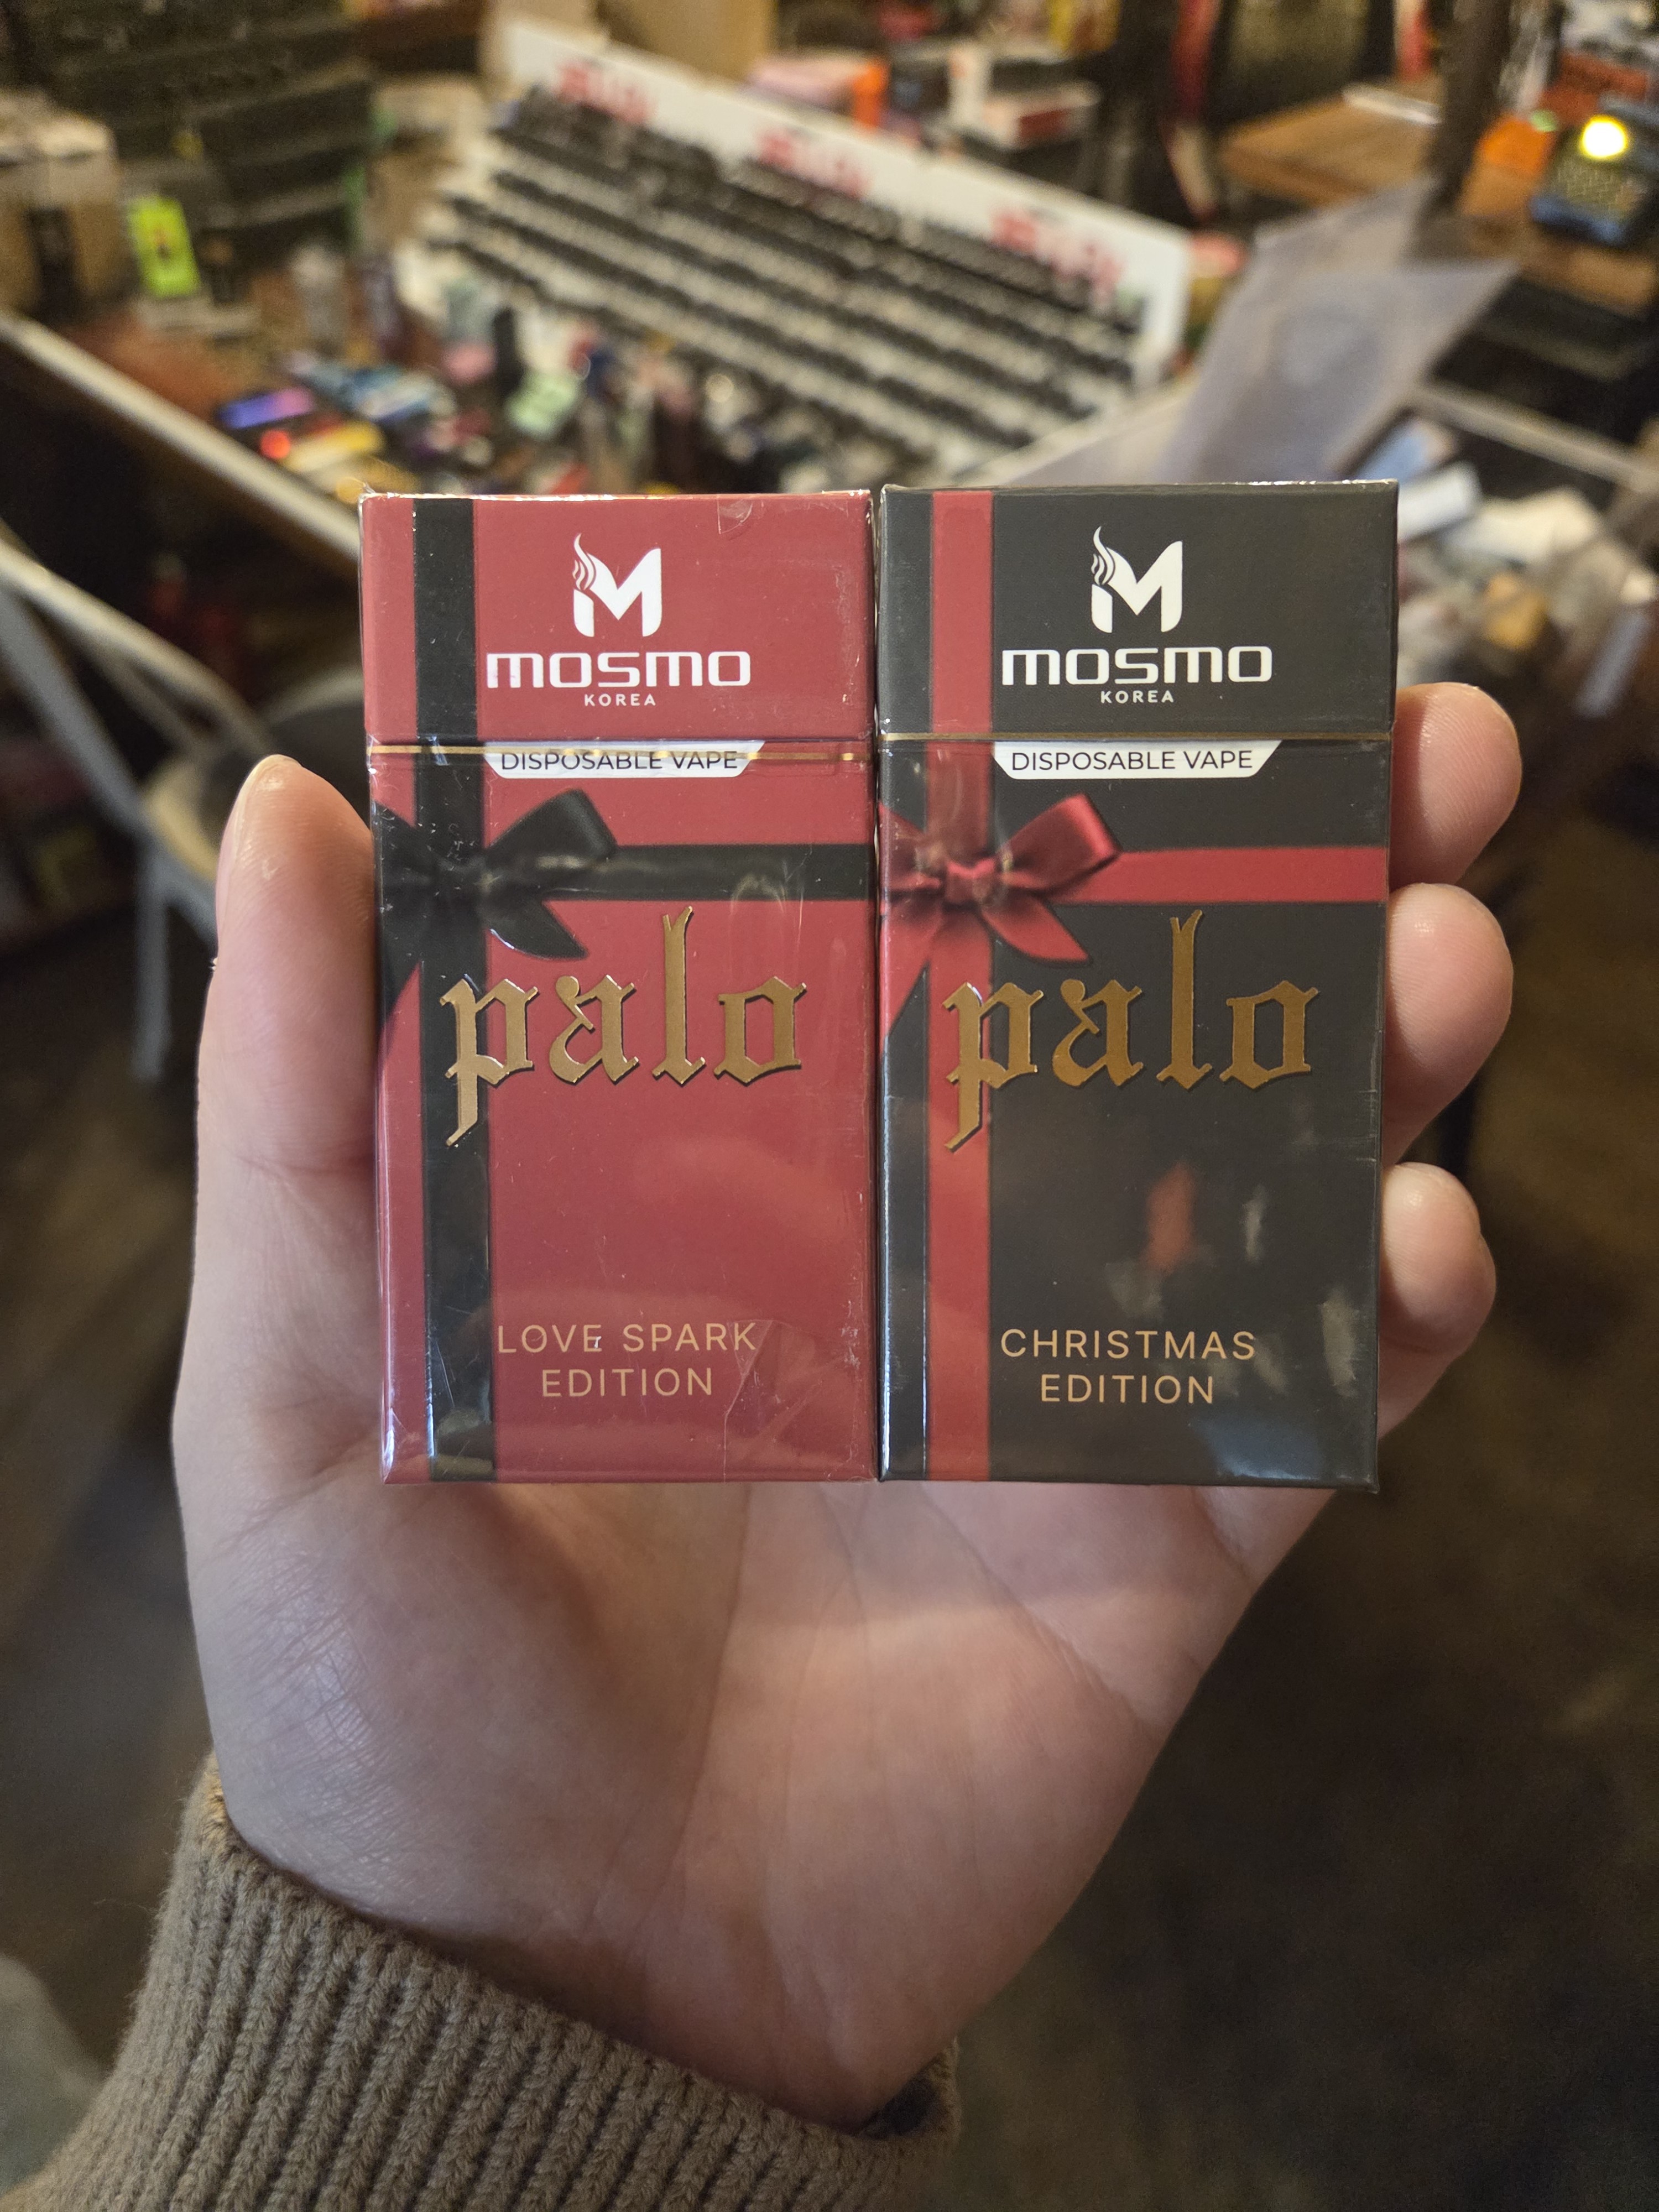 MOSMO
KOREA
DISPOSABLE VAPE
palo
LOVE SPARK
EDITION
MOSMO
KOREA
DISPOSABLE VAPE
palo
CHRISTMAS
EDITION